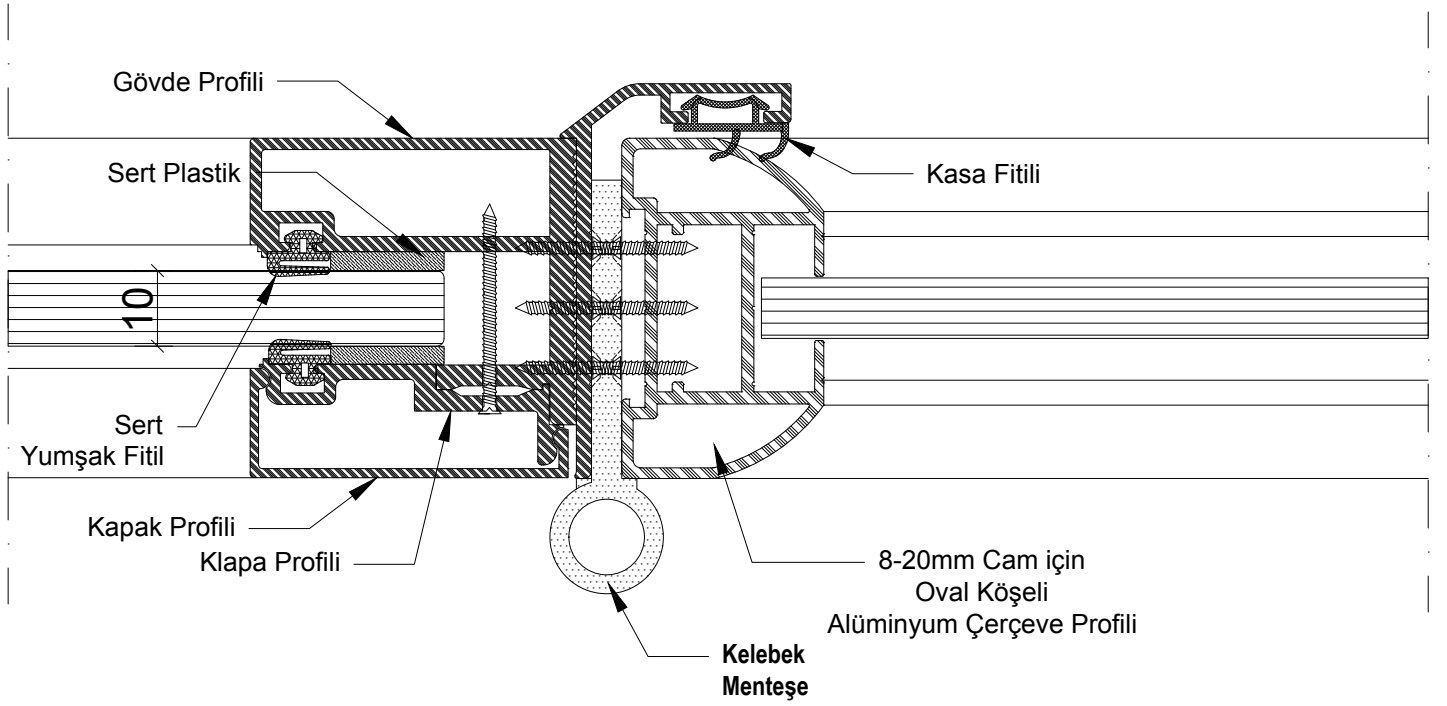 Gövde Profili
Sert Plastik
Kasa Fitili
10
Sert
Yumşak Fitil
Kapak Profili
Klapa Profili
8-20mm Cam için
Oval Köşeli
Alüminyum Çerçeve Profili
Kelebek
Menteşe